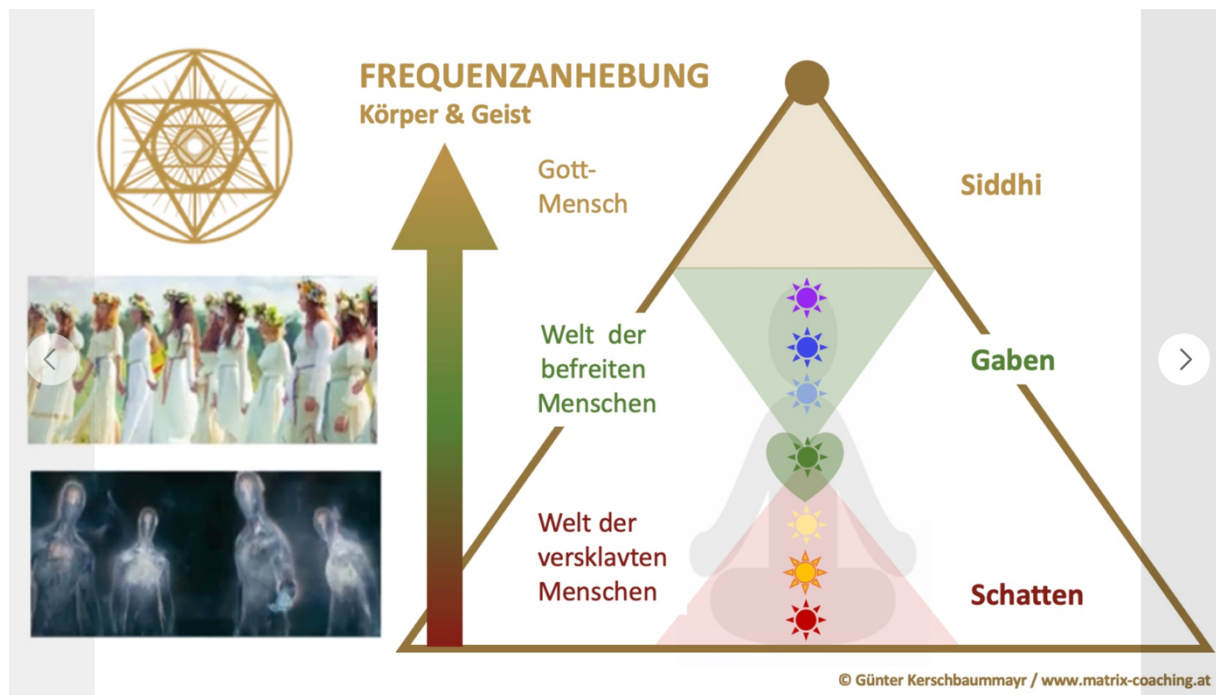 FREQUENZANHEBUNG
Körper & Geist
Gott-
Mensch
Siddhi
Welt der
befreiten
Menschen
Gaben
Welt der
versklavten
Menschen
Schatten
© Günter Kerschbaummayr / www.matrix-coaching.at